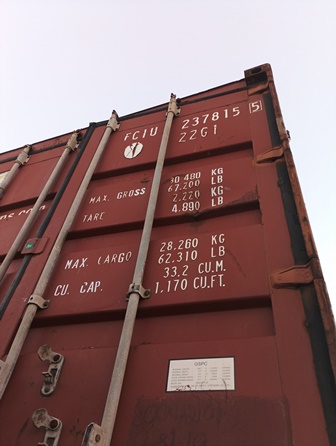 FCIU 237815 5
22G1
MAX. GROSS 30.480 KG
67.200 LB
TARE 2.220 KG
4.890 LB
MAX. CARGO 28.260 KG
62.310 LB
CU. CAP. 33.2 CU.M.
1.170 CU.FT.